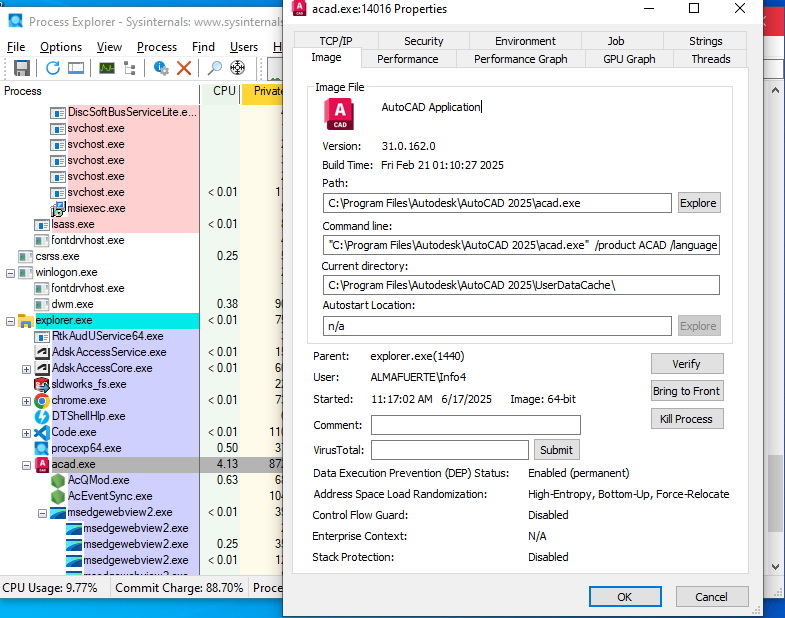 Process Explorer - Sysinternals: www.sysinternals
File Options View Process Find Users H
Process CPU Private
DiscSoftBusServiceLite.e...
svchost.exe
svchost.exe
svchost.exe
svchost.exe
svchost.exe < 0.01 1
msiexec.exe
lsass.exe < 0.01
fontdrvhost.exe
csrss.exe 0.25
winlogon.exe
fontdrvhost.exe
dwm.exe 0.38 9
explorer.exe < 0.01 7
RtkAudUService64.exe
AdskAccessService.exe < 0.01 1
AdskAccessCore.exe < 0.01 6
sldworks_fs.exe 2
chrome.exe < 0.01 7
DTShellHlp.exe
Code.exe < 0.01 11
procexp64.exe 0.50 3
acad.exe 4.13 87
AcQMod.exe 0.63 6
AcEventSync.exe 10
msedgewebview2.exe < 0.01 3
msedgewebview2.exe
msedgewebview2.exe 0.25 3
msedgewebview2.exe < 0.01 1
msedgewebview2.exe
CPU Usage: 9.77% Commit Charge: 88.70% Proce
acad.exe:14016 Properties
TCP/IP Security Environment Job Strings
Image Performance Performance Graph GPU Graph Threads
Image File
AutoCAD Application
CAD
Version: 31.0.162.0
Build Time: Fri Feb 21 01:10:27 2025
Path:
C:\Program Files\Autodesk\AutoCAD 2025\acad.exe Explore
Command line:
"C:\Program Files\Autodesk\AutoCAD 2025\acad.exe" /product ACAD /language
Current directory:
C:\Program Files\Autodesk\AutoCAD 2025\UserDataCache\
Autostart Location:
n/a Explore
Parent: explorer.exe(1440) Verify
User: ALMAFUERTE\Info4 Bring to Front
Started: 11:17:02 AM 6/17/2025 Image: 64-bit
Kill Process
Comment:
VirusTotal: Submit
Data Execution Prevention (DEP) Status: Enabled (permanent)
Address Space Load Randomization: High-Entropy, Bottom-Up, Force-Relocate
Control Flow Guard: Disabled
Enterprise Context: N/A
Stack Protection: Disabled
OK Cancel